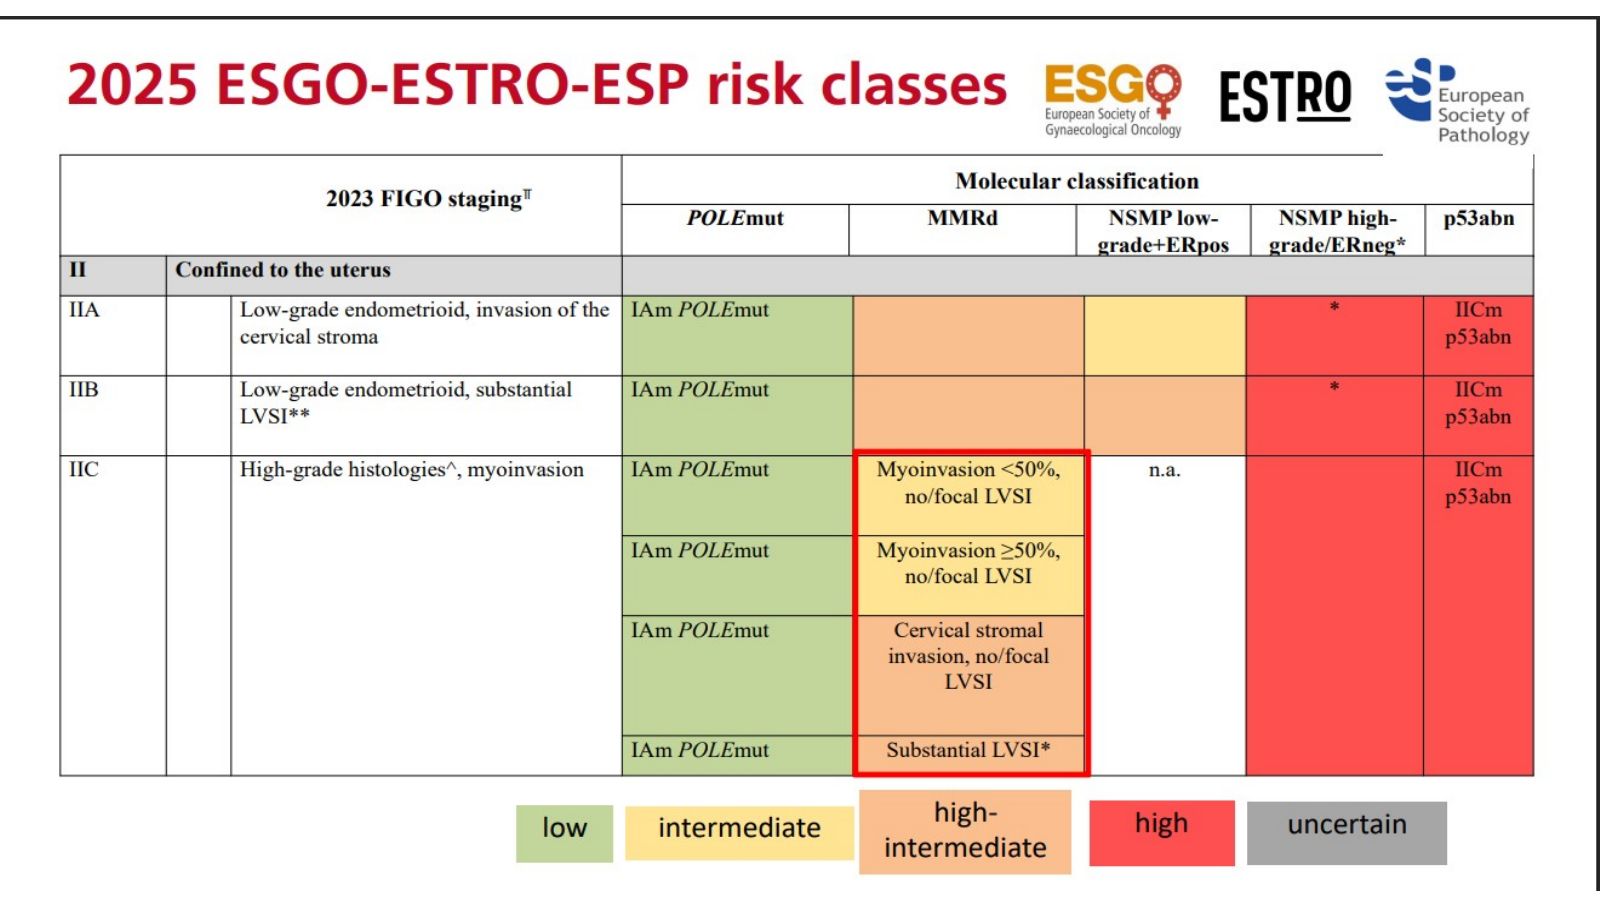 2025 ESGO-ESTRO-ESP risk classes
ESGO
European Society of
Gynaecological Oncology
ESTRO
esp
European
Society of
Pathology
2023 FIGO staging╥
Molecular classification
POLEmut
MMRd
NSMP low-
grade+ERpos
NSMP high-
grade/ERneg*
p53abn
II
Confined to the uterus
IIA
Low-grade endometrioid, invasion of the
cervical stroma
IAm POLEmut
*
IICm
p53abn
IIB
Low-grade endometrioid, substantial
LVSI**
IAm POLEmut
*
IICm
p53abn
IIC
High-grade histologies^, myoinvasion
IAm POLEmut
Myoinvasion <50%,
no/focal LVSI
n.a.
IICm
p53abn
IAm POLEmut
Myoinvasion ≥50%,
no/focal LVSI
IAm POLEmut
Cervical stromal
invasion, no/focal
LVSI
IAm POLEmut
Substantial LVSI*
low
intermediate
high-
intermediate
high
uncertain